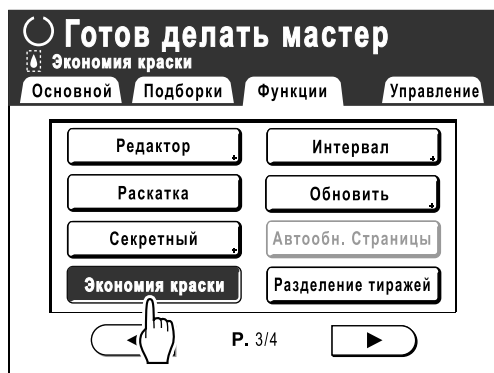 Готов делать мастер
Экономия краски
Основной Подборки Функции Управление
Редактор Интервал
Раскатка Обновить
Секретный Автообн. Страницы
Экономия краски Разделение тиражей
P. 3/4